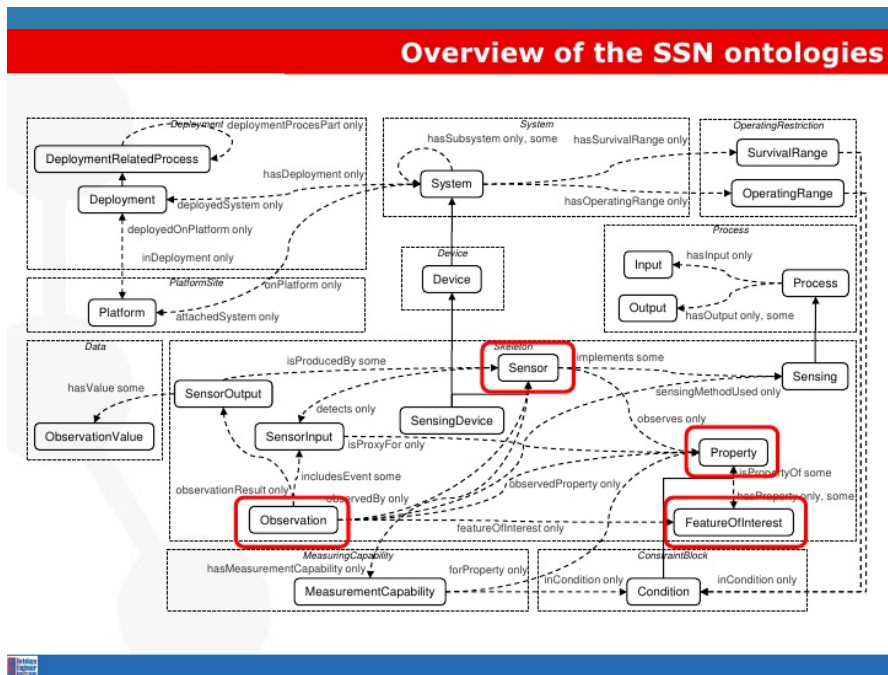 Overview of the SSN ontologies
Deployment
deploymentProcesPart only
DeploymentRelatedProcess
Deployment
hasDeployment only
deployedSystem only
deployedOnPlatform only
inDeployment only
System
hasSubsystem only, some
hasSurvivalRange only
System
hasOperatingRange only
OperatingRestriction
SurvivalRange
OperatingRange
Process
hasInput only
Input
Process
Output
hasOutput only, some
Device
Device
PlatformSite
onPlatform only
Platform
attachedSystem only
Data
hasValue some
ObservationValue
Skeleton
isProducedBy some
Sensor
implements some
SensorOutput
Sensing
sensingMethodUsed only
detects only
SensingDevice
observes only
SensorInput
isProxyFor only
Property
isPropertyOf some
includesEvent some
observedProperty only
observationResult only
observedBy only
hasProperty only, some
Observation
featureOfInterest only
FeatureOfInterest
MeasuringCapability
hasMeasurementCapability only
forProperty only
MeasurementCapability
ConstraintBlock
inCondition only
Condition
inCondition only